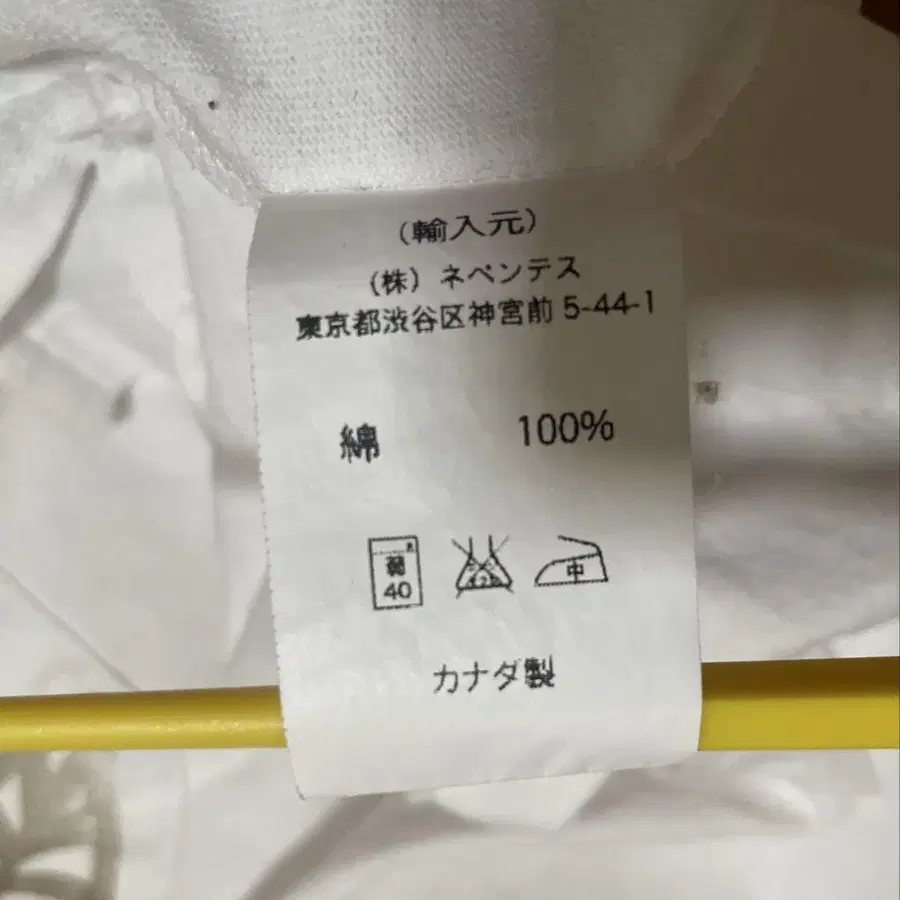 (輸入元)
(株) ネペンテス
東京都渋谷区神宮前 5-44-1
綿 100%
40 中
カナダ製